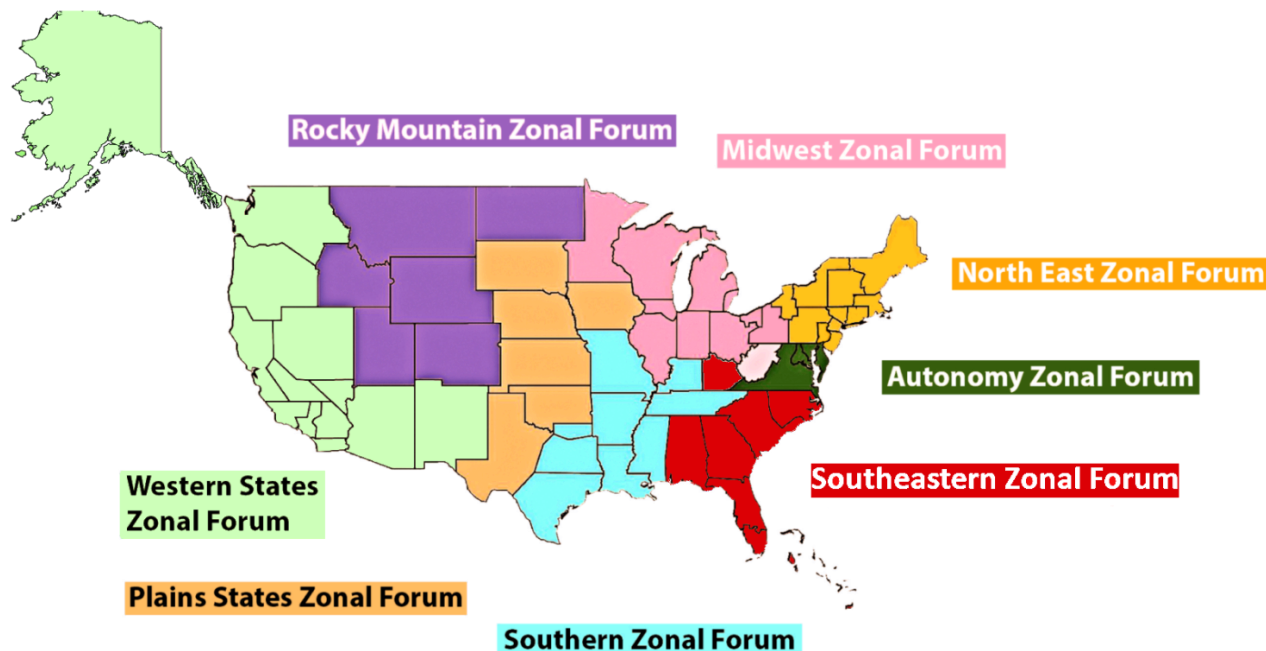 Rocky Mountain Zonal Forum
Midwest Zonal Forum
North East Zonal Forum
Autonomy Zonal Forum
Southeastern Zonal Forum
Western States
Zonal Forum
Plains States Zonal Forum
Southern Zonal Forum